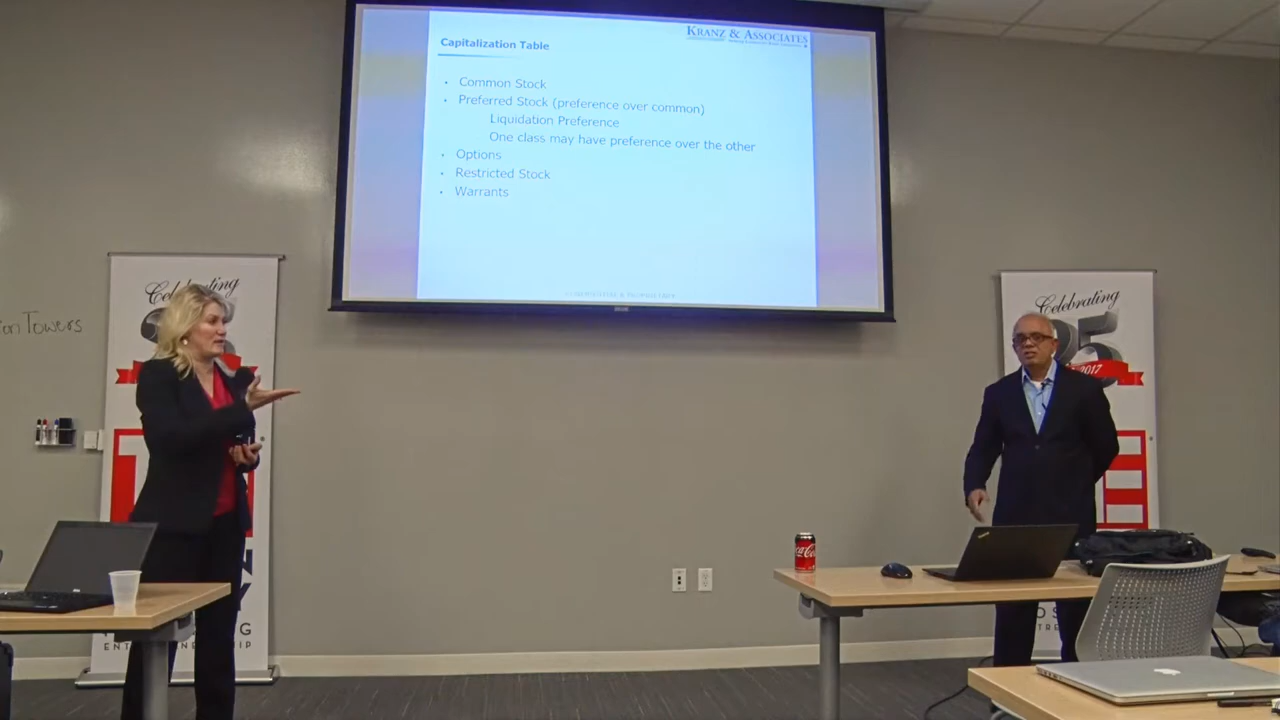 KRANZ & ASSOCIATES
Capitalization Table
• Common Stock
• Preferred Stock (preference over common)
Liquidation Preference
One class may have preference over the other
• Options
• Restricted Stock
• Warrants
Celebrating
Towers
Celebrating
25
2017